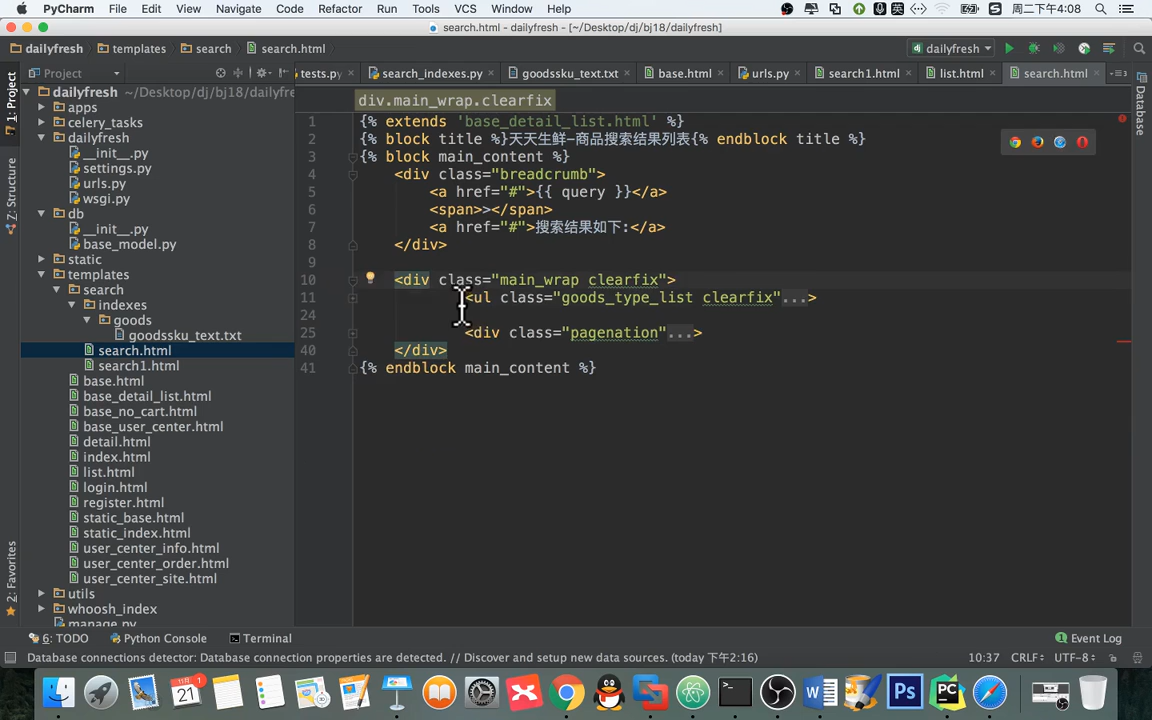 PyCharm File Edit View Navigate Code Refactor Run Tools VCS Window Help 英 周二下午4:08
search.html - dailyfresh - [~/Desktop/dj/bj18/dailyfresh]
dailyfresh templates search search.html dailyfresh
Project tests.py search_indexes.py goodssku_text.txt base.html urls.py search1.html list.html search.html
1: Project
Z: Structure
2: Favorites
Database
dailyfresh ~/Desktop/dj/bj18/dailyfre
apps
celery_tasks
dailyfresh
__init__.py
settings.py
urls.py
wsgi.py
db
__init__.py
base_model.py
static
templates
search
indexes
goods
goodssku_text.txt
search.html
search1.html
base.html
base_detail_list.html
base_no_cart.html
base_user_center.html
detail.html
index.html
list.html
login.html
register.html
static_base.html
static_index.html
user_center_info.html
user_center_order.html
user_center_site.html
utils
whoosh_index
manage.py
div.main_wrap.clearfix
1 {% extends 'base_detail_list.html' %}
2 {% block title %}天天生鲜-商品搜索结果列表{% endblock title %}
3 {% block main_content %}
4 <div class="breadcrumb">
5 <a href="#">{{ query }}</a>
6 <span>></span>
7 <a href="#">搜索结果如下:</a>
8 </div>
9
10 <div class="main_wrap clearfix">
11 <ul class="goods_type_list clearfix"...>
24
25 <div class="pagenation"...>
40 </div>
41 {% endblock main_content %}
6: TODO Python Console Terminal 1 Event Log
Database connections detector: Database connection properties are detected. // Discover and setup new data sources. (today 下午2:16) 10:37 CRLF÷ UTF-8÷
21